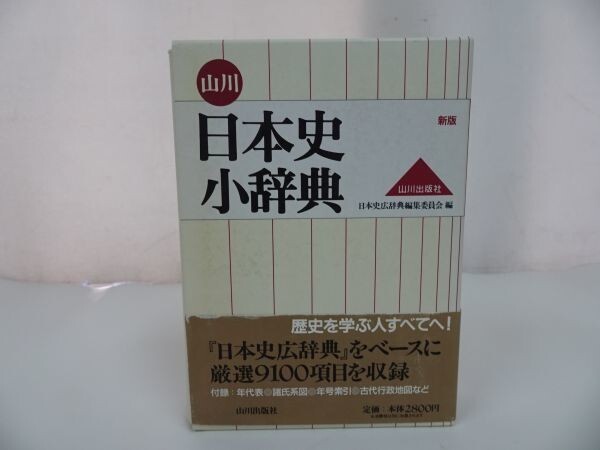 山川
日本史
小辞典
新版
山川出版社
日本史広辞典編集委員会 編
歴史を学ぶ人すべてへ!
『日本史広辞典』をベースに
厳選9100項目を収録
付録：年代表●諸氏系図●年号索引●古代行政地図など
山川出版社
定価：本体2800円